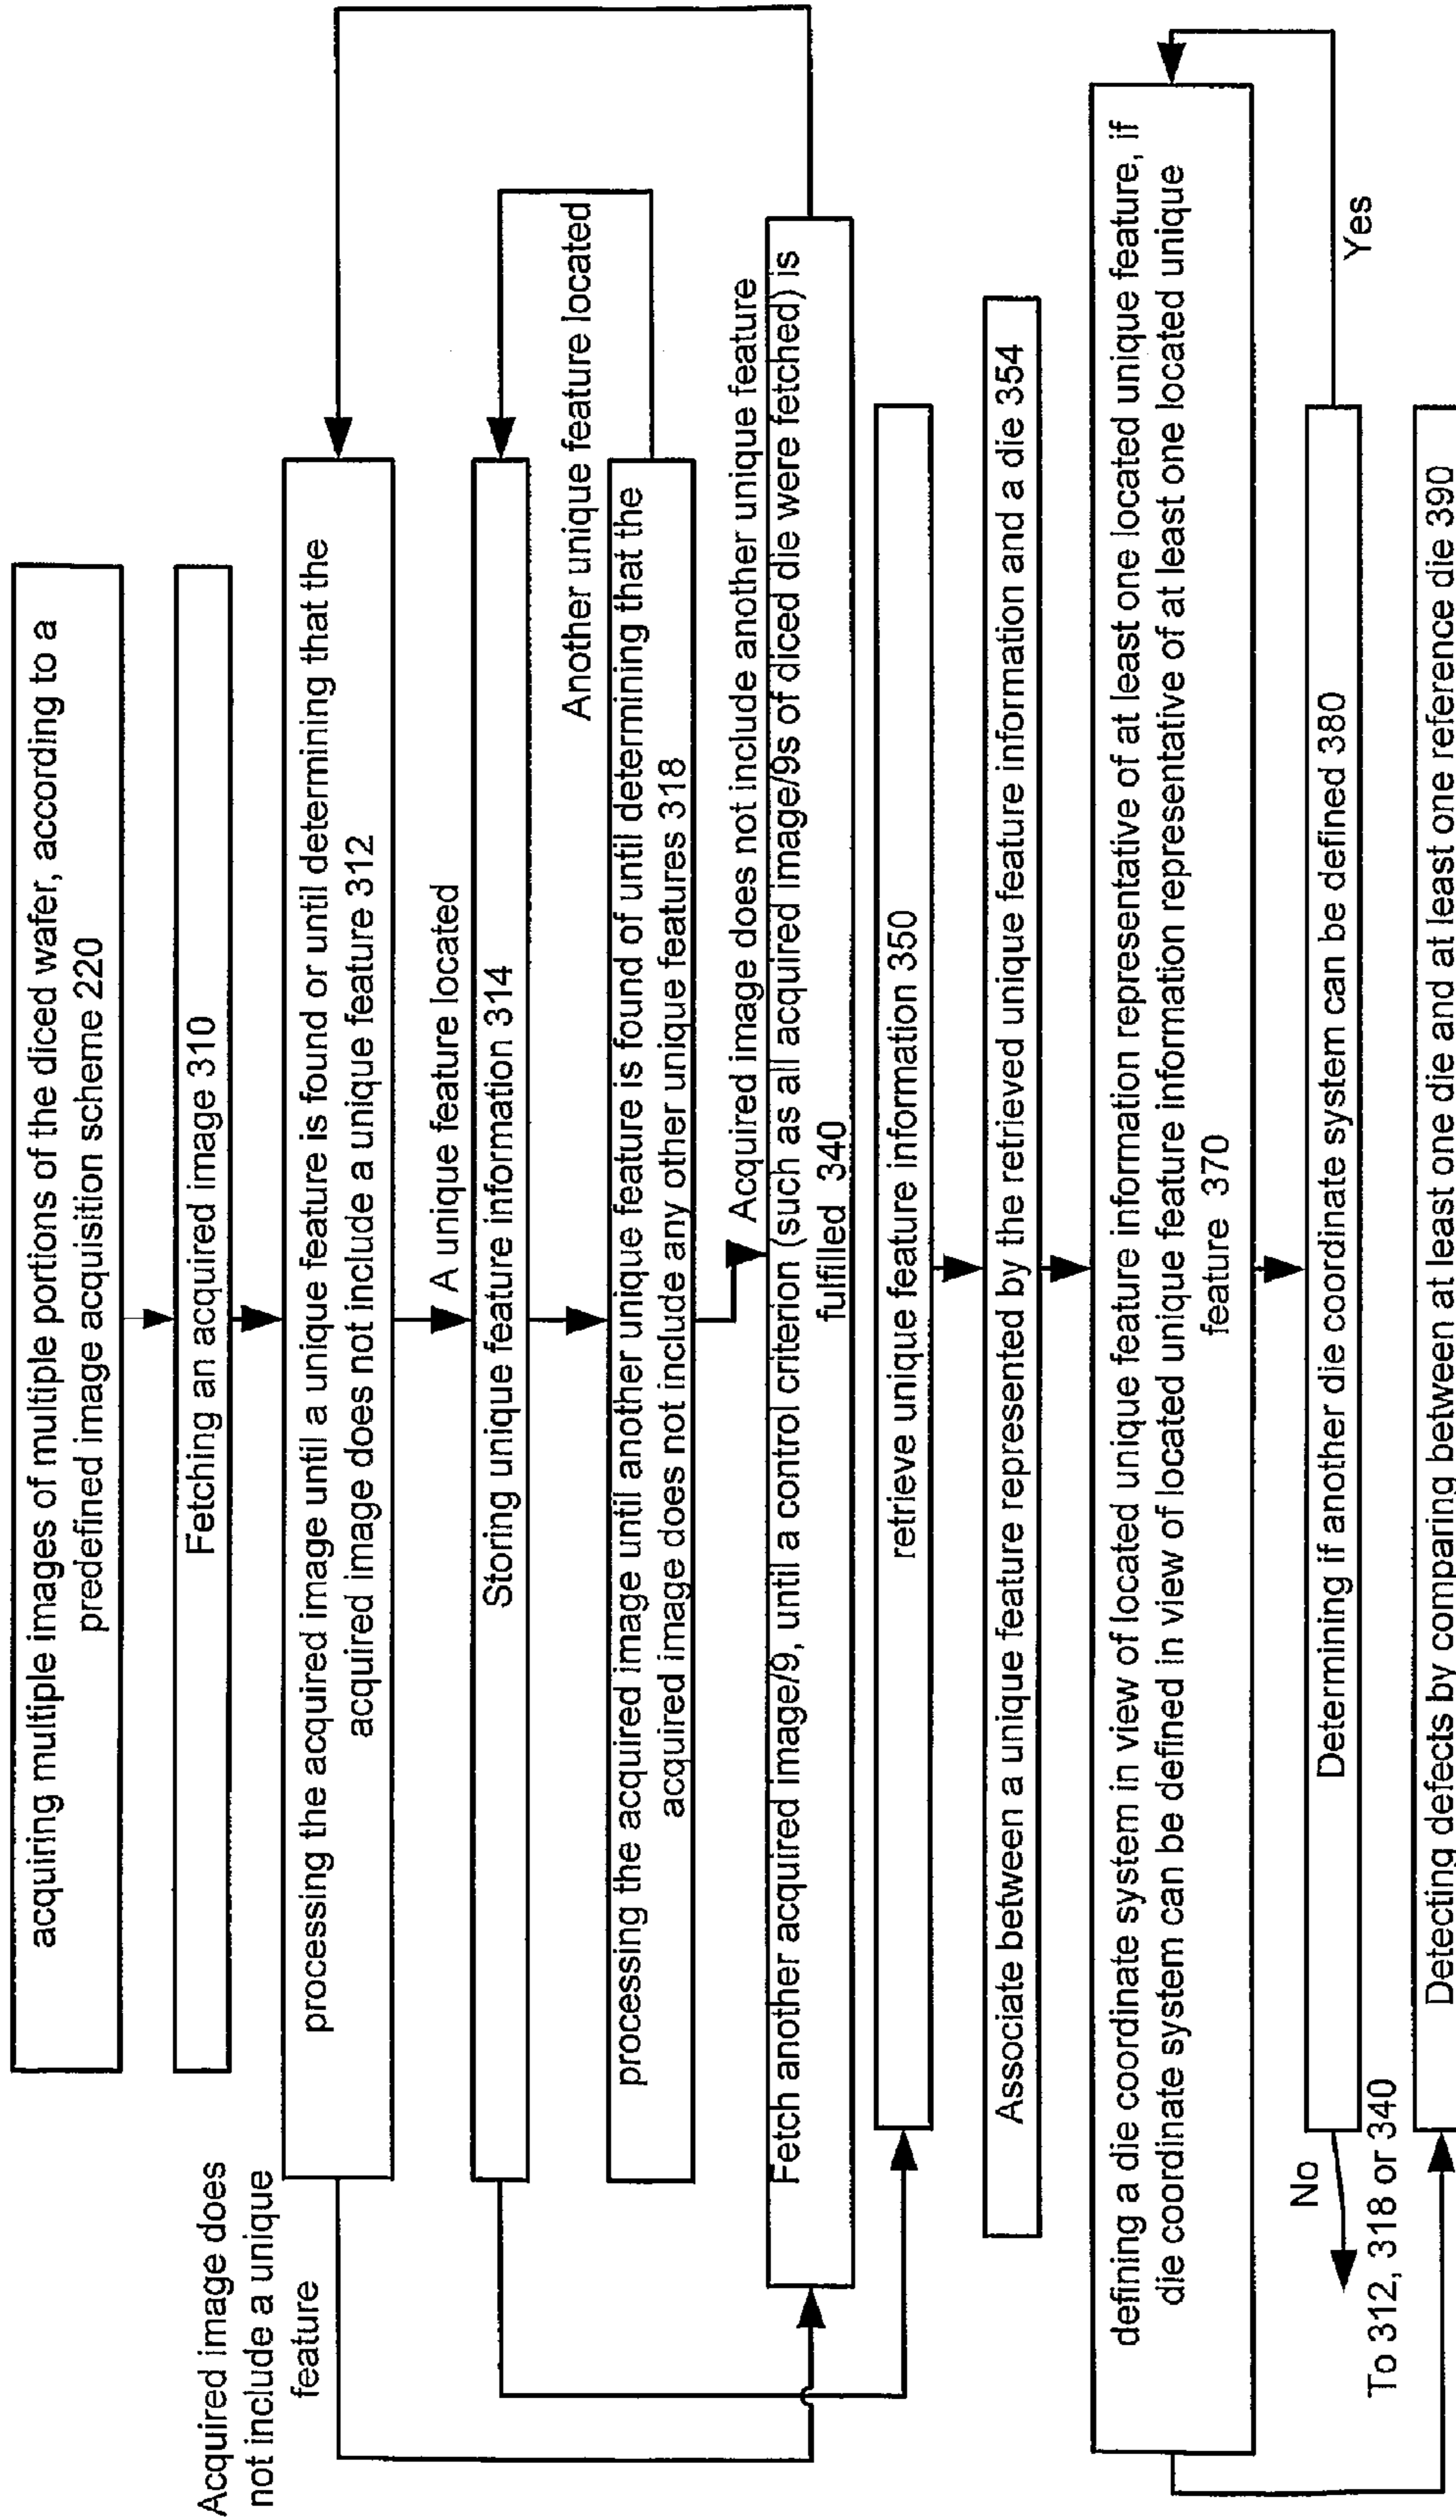 acquiring multiple images of multiple portions of the diced wafer, according to a
predefined image acquisition scheme 220
Fetching an acquired image 310
Acquired image does
not include a unique
feature
processing the acquired image until a unique feature is found or until determining that the
acquired image does not include a unique feature 312
A unique feature located
Storing unique feature information 314
Another unique feature located
processing the acquired image until another unique feature is found of until determining that the
acquired image does not include any other unique features 318
Acquired image does not include another unique feature
Fetch another acquired image/9, until a control criterion (such as all acquired image/9s of diced die were fetched) is
fulfilled 340
retrieve unique feature information 350
Associate between a unique feature represented by the retrieved unique feature information and a die 354
defining a die coordinate system in view of located unique feature information representative of at least one located unique feature, if
die coordinate system can be defined in view of located unique feature information representative of at least one located unique
feature 370
Determining if another die coordinate system can be defined 380
Yes
No
To 312, 318 or 340
Detecting defects by comparing between at least one die and at least one reference die 390